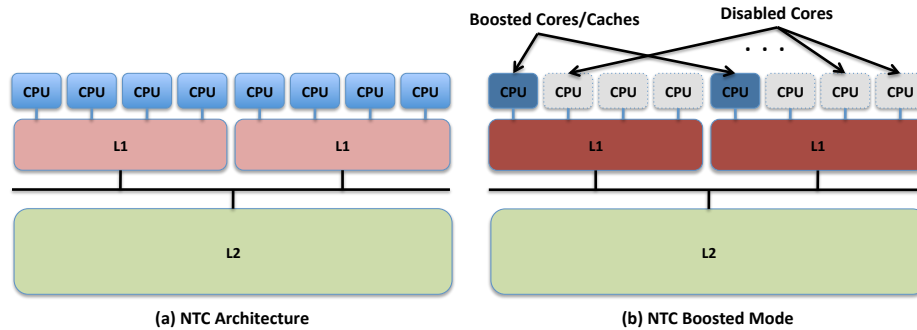 Boosted Cores/Caches
Disabled Cores
. . .
CPU CPU CPU CPU CPU CPU CPU CPU
L1 L1
L2
(a) NTC Architecture
CPU CPU CPU CPU CPU CPU CPU CPU
L1 L1
L2
(b) NTC Boosted Mode